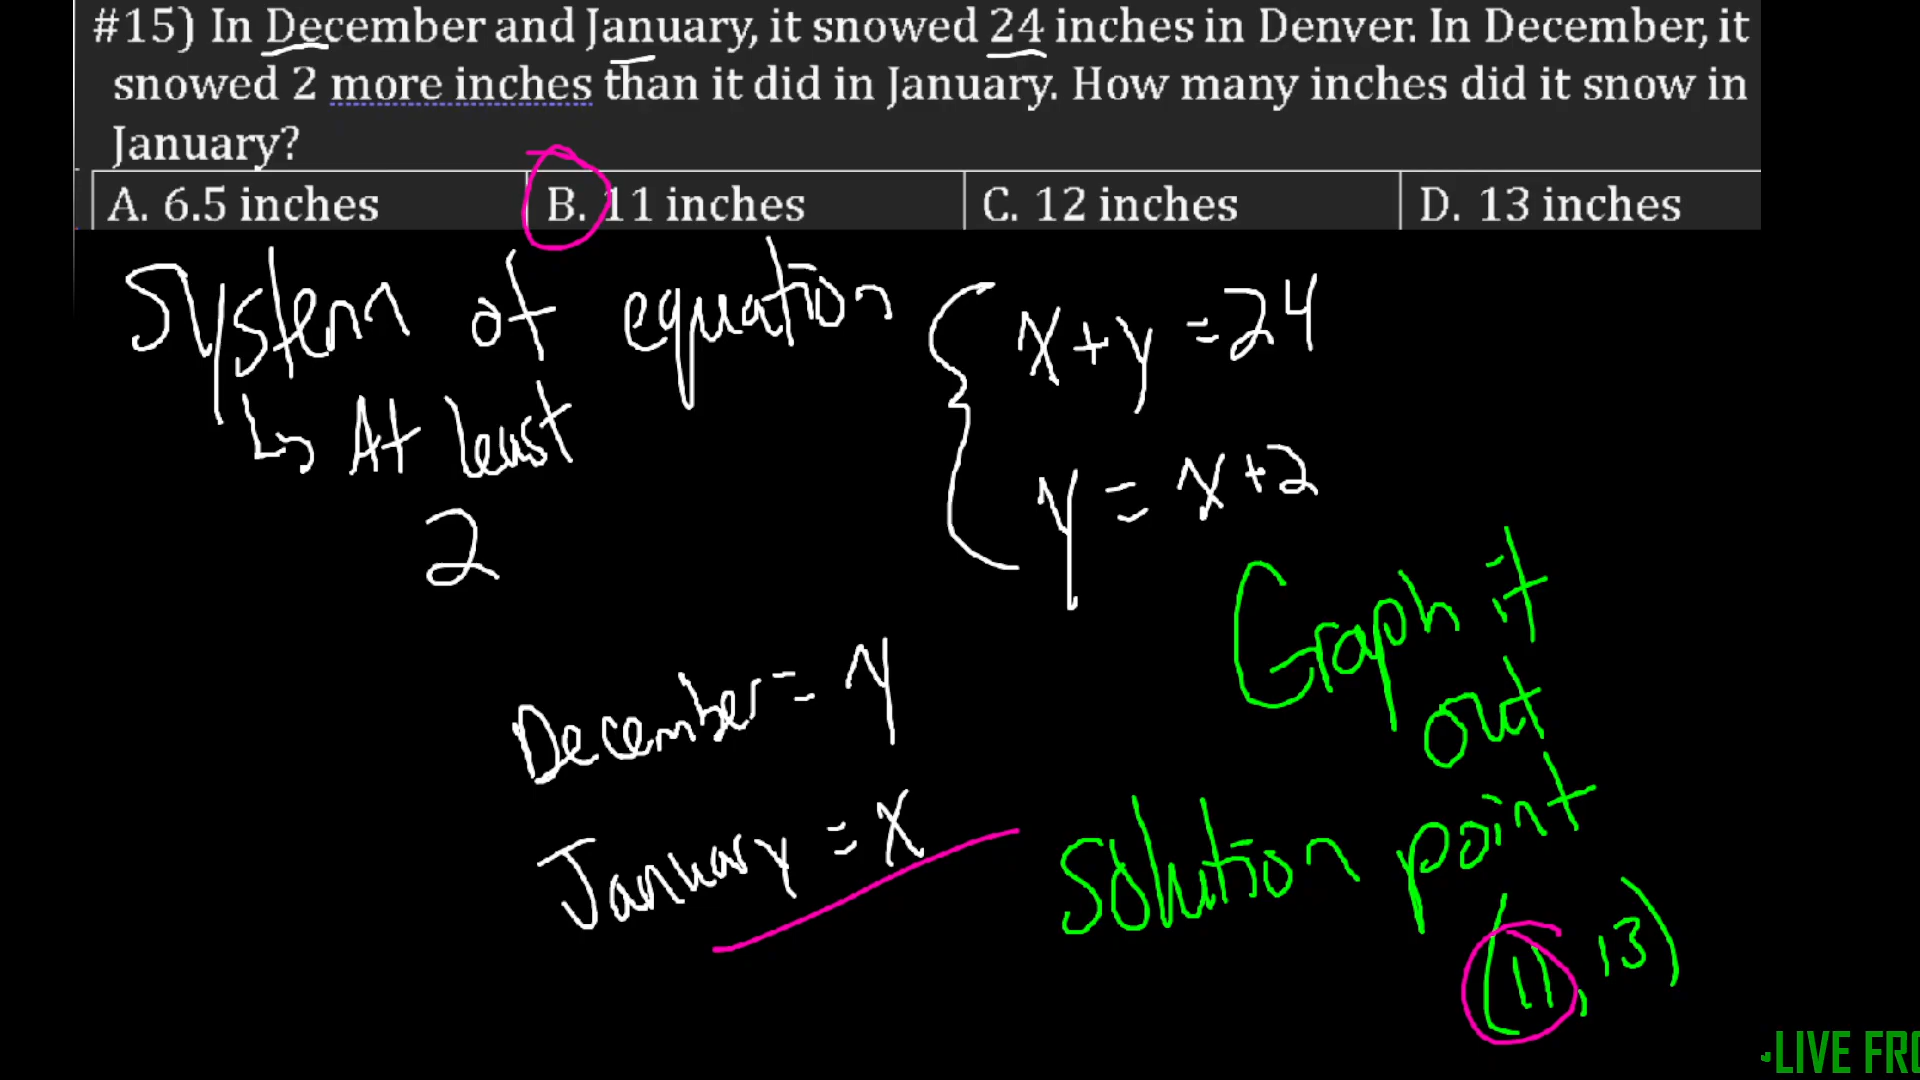 #15) In December and January, it snowed 24 inches in Denver. In December, it
snowed 2 more inches than it did in January. How many inches did it snow in
January?
A. 6.5 inches B. 11 inches C. 12 inches D. 13 inches
System of equation
↳ At least
2
x+y=24
y=x+2
December=y
January=x
Graph it
out
Solution point
(11,13)
-LIVE FRO